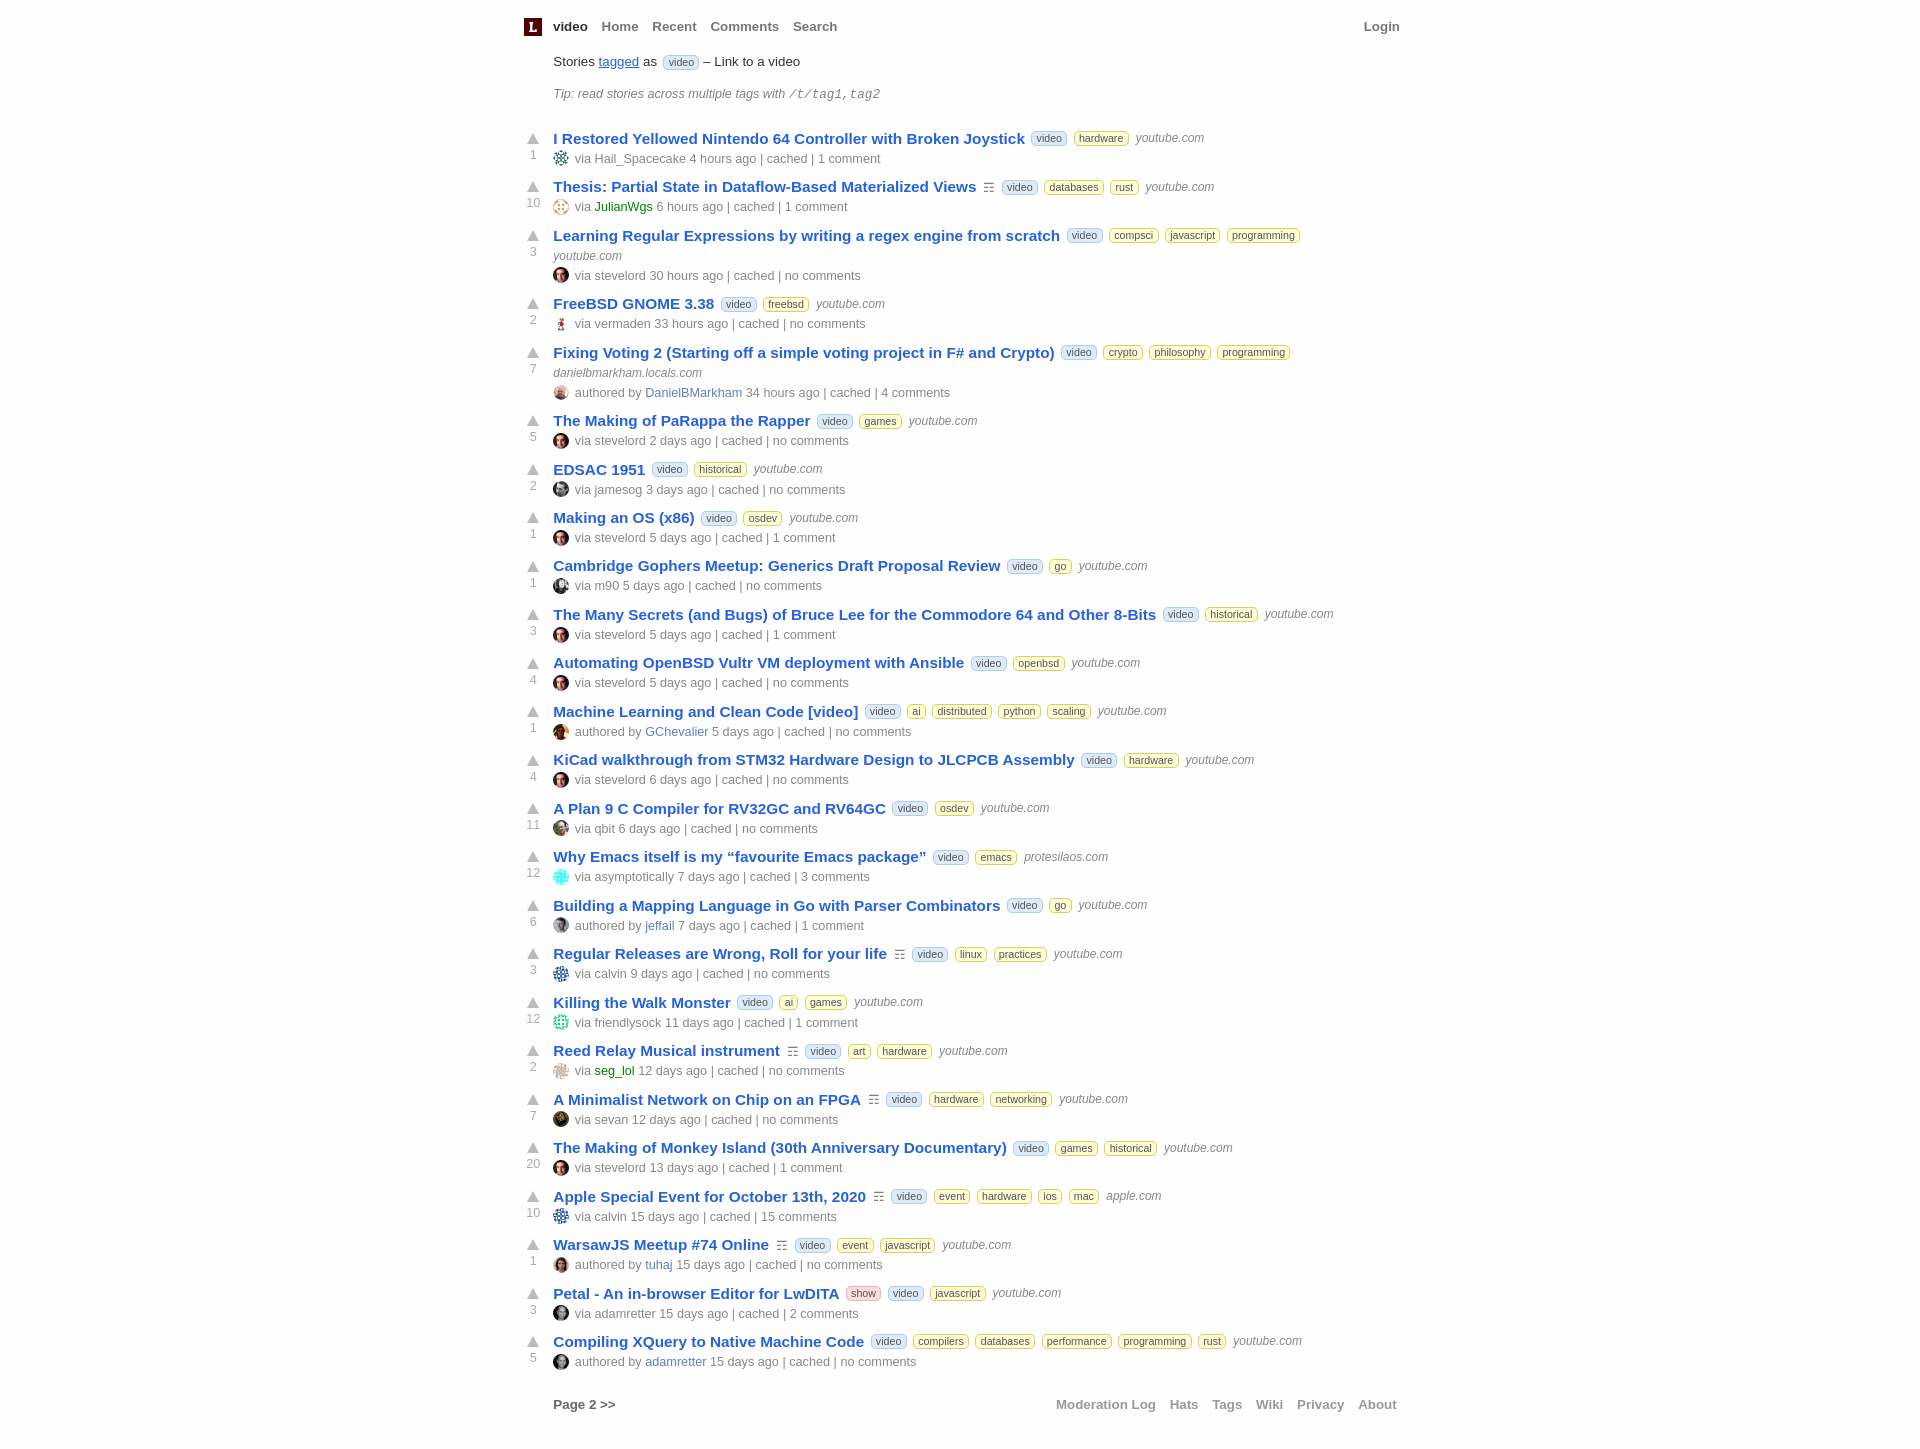 L video Home Recent Comments Search Login
Stories tagged as video – Link to a video
Tip: read stories across multiple tags with /t/tag1,tag2
I Restored Yellowed Nintendo 64 Controller with Broken Joystick video hardware youtube.com
1 via Hail_Spacecake 4 hours ago | cached | 1 comment
Thesis: Partial State in Dataflow-Based Materialized Views ☶ video databases rust youtube.com
10 via JulianWgs 6 hours ago | cached | 1 comment
Learning Regular Expressions by writing a regex engine from scratch video compsci javascript programming
3 youtube.com
via stevelord 30 hours ago | cached | no comments
FreeBSD GNOME 3.38 video freebsd youtube.com
2 via vermaden 33 hours ago | cached | no comments
Fixing Voting 2 (Starting off a simple voting project in F# and Crypto) video crypto philosophy programming
7 danielbmarkham.locals.com
authored by DanielBMarkham 34 hours ago | cached | 4 comments
The Making of PaRappa the Rapper video games youtube.com
5 via stevelord 2 days ago | cached | no comments
EDSAC 1951 video historical youtube.com
2 via jamesog 3 days ago | cached | no comments
Making an OS (x86) video osdev youtube.com
1 via stevelord 5 days ago | cached | 1 comment
Cambridge Gophers Meetup: Generics Draft Proposal Review video go youtube.com
1 via m90 5 days ago | cached | no comments
The Many Secrets (and Bugs) of Bruce Lee for the Commodore 64 and Other 8-Bits video historical youtube.com
3 via stevelord 5 days ago | cached | 1 comment
Automating OpenBSD Vultr VM deployment with Ansible video openbsd youtube.com
4 via stevelord 5 days ago | cached | no comments
Machine Learning and Clean Code [video] video ai distributed python scaling youtube.com
1 authored by GChevalier 5 days ago | cached | no comments
KiCad walkthrough from STM32 Hardware Design to JLCPCB Assembly video hardware youtube.com
4 via stevelord 6 days ago | cached | no comments
A Plan 9 C Compiler for RV32GC and RV64GC video osdev youtube.com
11 via qbit 6 days ago | cached | no comments
Why Emacs itself is my “favourite Emacs package” video emacs protesilaos.com
12 via asymptotically 7 days ago | cached | 3 comments
Building a Mapping Language in Go with Parser Combinators video go youtube.com
6 authored by jeffail 7 days ago | cached | 1 comment
Regular Releases are Wrong, Roll for your life ☶ video linux practices youtube.com
3 via calvin 9 days ago | cached | no comments
Killing the Walk Monster video ai games youtube.com
12 via friendlysock 11 days ago | cached | 1 comment
Reed Relay Musical instrument ☶ video art hardware youtube.com
2 via seg_lol 12 days ago | cached | no comments
A Minimalist Network on Chip on an FPGA ☶ video hardware networking youtube.com
7 via sevan 12 days ago | cached | no comments
The Making of Monkey Island (30th Anniversary Documentary) video games historical youtube.com
20 via stevelord 13 days ago | cached | 1 comment
Apple Special Event for October 13th, 2020 ☶ video event hardware ios mac apple.com
10 via calvin 15 days ago | cached | 15 comments
WarsawJS Meetup #74 Online ☶ video event javascript youtube.com
1 authored by tuhaj 15 days ago | cached | no comments
Petal - An in-browser Editor for LwDITA show video javascript youtube.com
3 via adamretter 15 days ago | cached | 2 comments
Compiling XQuery to Native Machine Code video compilers databases performance programming rust youtube.com
5 authored by adamretter 15 days ago | cached | no comments
Page 2 >> Moderation Log Hats Tags Wiki Privacy About